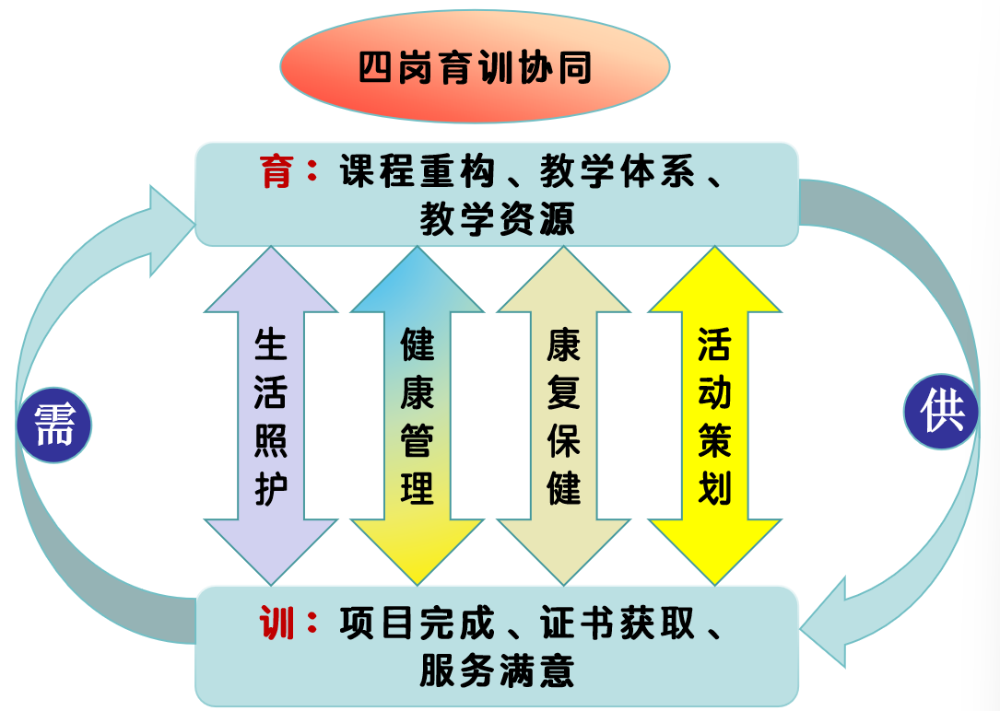 四岗育训协同
育：课程重构、教学体系、
教学资源
生活照护
健康管理
康复保健
活动策划
需
供
训：项目完成、证书获取、
服务满意